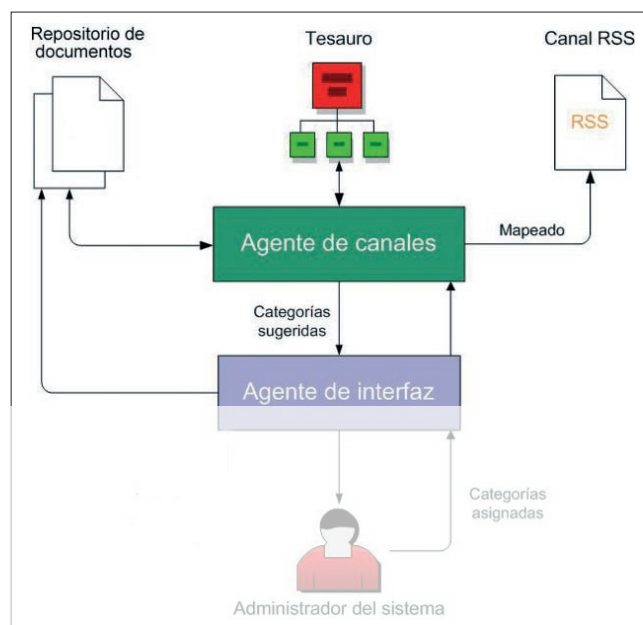 Repositorio de
documentos
Tesauro
Canal RSS
RSS
Agente de canales
Mapeado
Categorías
sugeridas
Agente de interfaz
Categorías
asignadas
Administrador del sistema